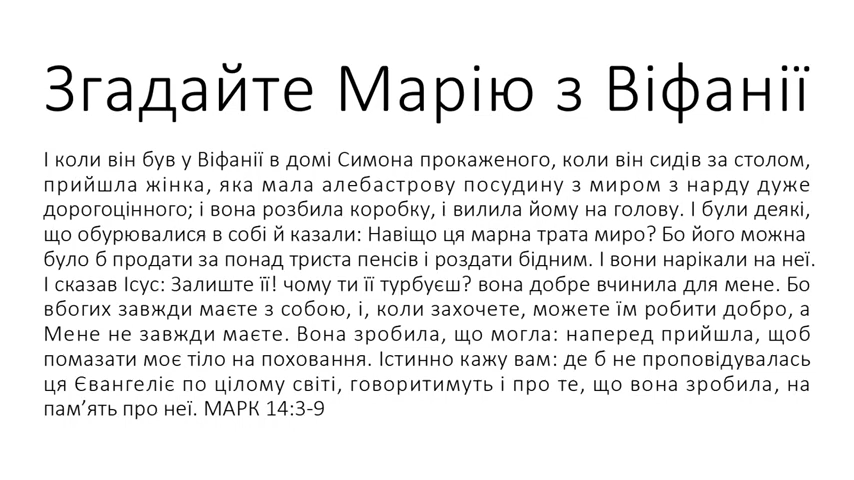 Згадайте Марію з Віфанії
І коли він був у Віфанії в домі Симона прокаженого, коли він сидів за столом,
прийшла жінка, яка мала алебастрову посудину з миром з нарду дуже
дорогоцінного; і вона розбила коробку, і вилила йому на голову. І були деякі,
що обурювалися в собі й казали: Навіщо ця марна трата миро? Бо його можна
було б продати за понад триста пенсів і роздати бідним. І вони нарікали на неї.
І сказав Ісус: Залиште її! чому ти її турбуєш? вона добре вчинила для мене. Бо
вбогих завжди маєте з собою, і, коли захочете, можете їм робити добро, а
Мене не завжди маєте. Вона зробила, що могла: наперед прийшла, щоб
помазати моє тіло на поховання. Істинно кажу вам: де б не проповідувалась
ця Євангеліє по цілому світі, говоритимуть і про те, що вона зробила, на
пам’ять про неї. МАРК 14:3-9